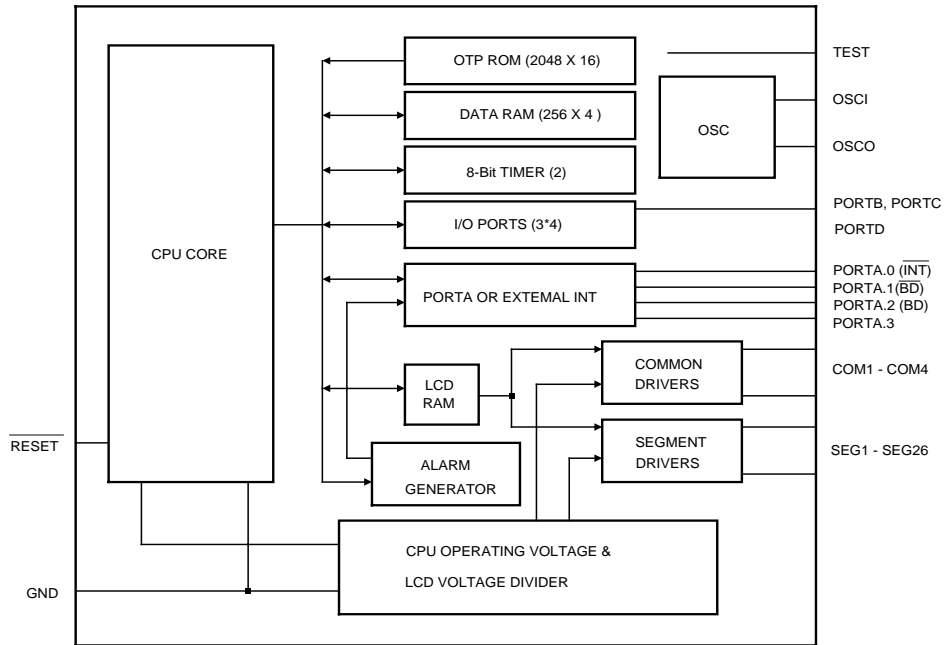 OTP ROM (2048 X 16)
TEST
OSC
OSCI
OSCO
DATA RAM (256 X 4 )
8-Bit TIMER (2)
I/O PORTS (3*4)
PORTB, PORTC
PORTD
CPU CORE
PORTA OR EXTEMAL INT
PORTA.0 (INT)
PORTA.1(BD)
PORTA.2 (BD)
PORTA.3
LCD
RAM
COMMON
DRIVERS
COM1 - COM4
SEGMENT
DRIVERS
SEG1 - SEG26
RESET
ALARM
GENERATOR
CPU OPERATING VOLTAGE &
LCD VOLTAGE DIVIDER
GND